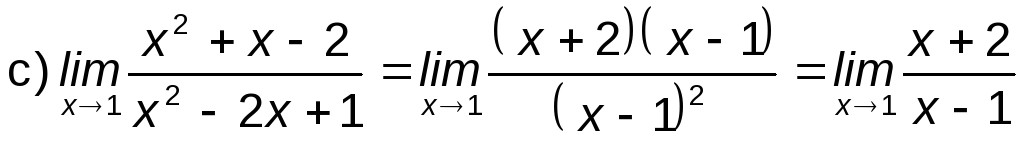 c) lim x→1 x² + x - 2 / x² - 2x + 1 = lim x→1 (x + 2)(x - 1) / (x - 1)² = lim x→1 x + 2 / x - 1